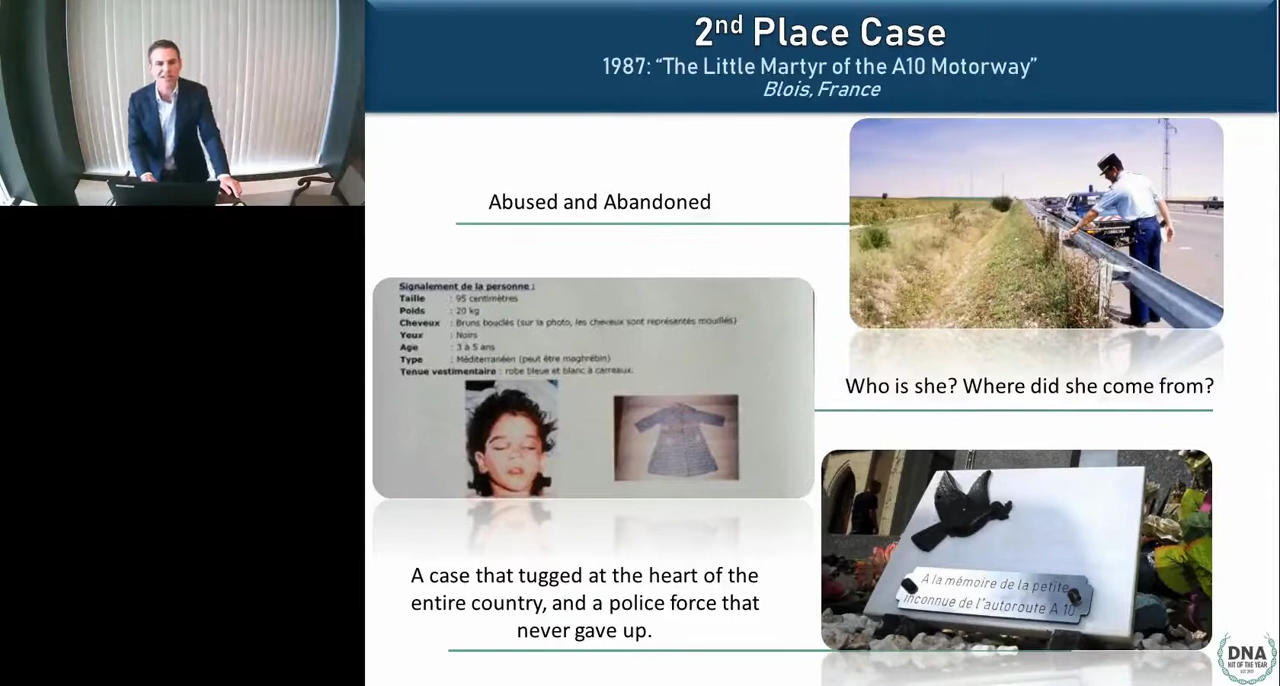 2nd Place Case
1987: “The Little Martyr of the A10 Motorway”
Blois, France
Abused and Abandoned
Signalement de la personne :
Taille : 95 centimètres
Poids : 20 kg
Cheveux : Bruns bouclés (sur la photo, les cheveux sont représentés mouillés)
Yeux : Noirs
Age : 3 à 5 ans
Type : Méditerranéen (peut être maghrébin)
Tenue vestimentaire : robe bleue et blanc à carreaux.
Who is she? Where did she come from?
A case that tugged at the heart of the
entire country, and a police force that
never gave up.
A la mémoire de la petite
inconnue de l'autoroute A 10
DNA
HIT OF THE YEAR